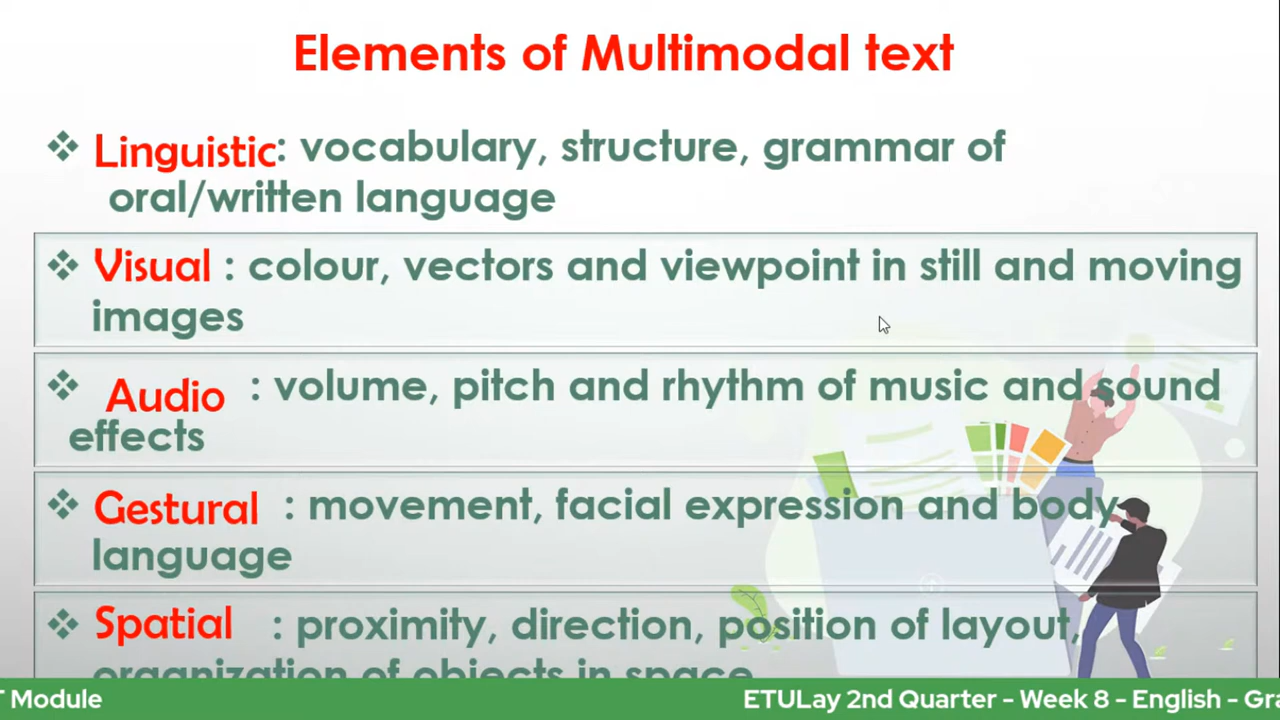 Elements of Multimodal text
❖ Linguistic: vocabulary, structure, grammar of
oral/written language
❖ Visual : colour, vectors and viewpoint in still and moving
images
❖ Audio : volume, pitch and rhythm of music and sound
effects
❖ Gestural : movement, facial expression and body
language
❖ Spatial : proximity, direction, position of layout,
organization of objects in space
T Module ETULay 2nd Quarter - Week 8 - English - Gra